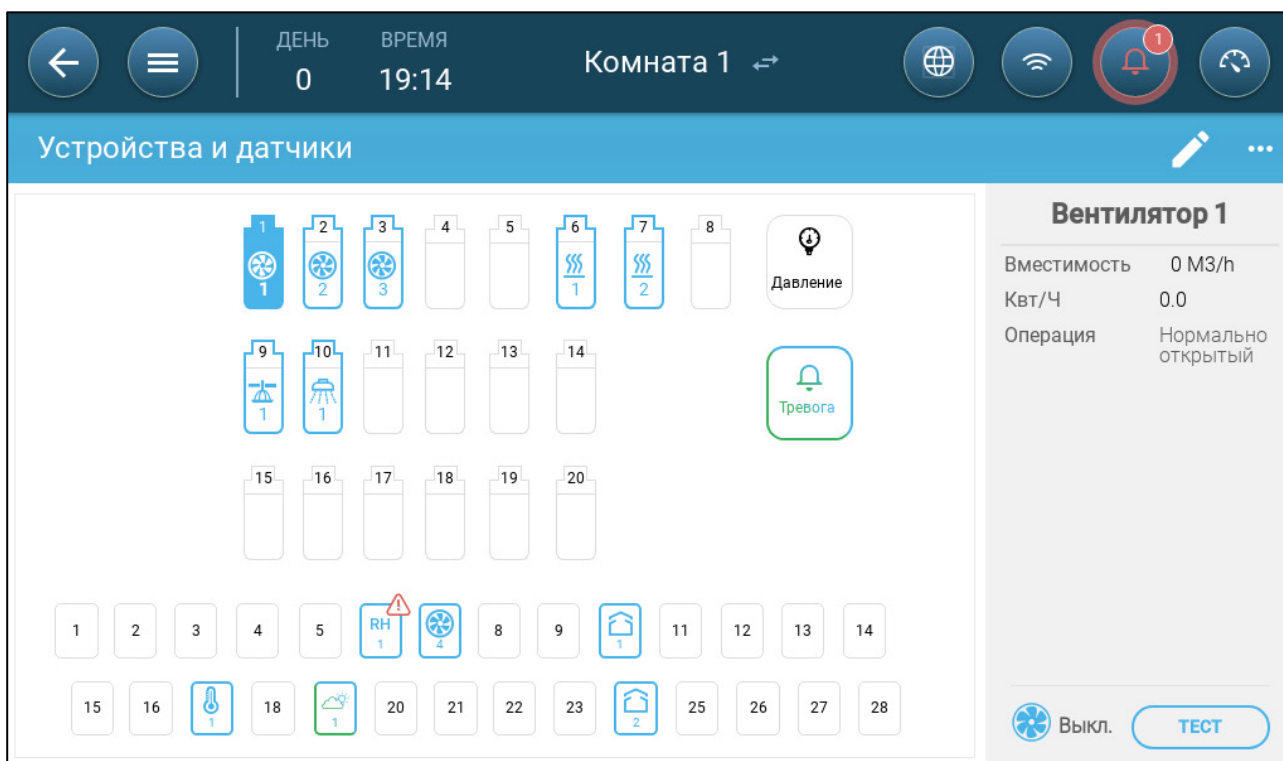 ДЕНЬ ВРЕМЯ
0 19:14 Комната 1 1
Устройства и датчики
Вентилятор 1
Вместимость 0 М3/h
Квт/Ч 0.0
Операция Нормально открытый
1 2 3 4 5 6 7 8
1 2 3 1 2 Давление
9 10 11 12 13 14
1 1 Тревога
15 16 17 18 19 20
1 2 3 4 5 RH 8 9 11 12 13 14
1 4 1
15 16 18 20 21 22 23 25 26 27 28
1 1 2
Выкл. ТЕСТ